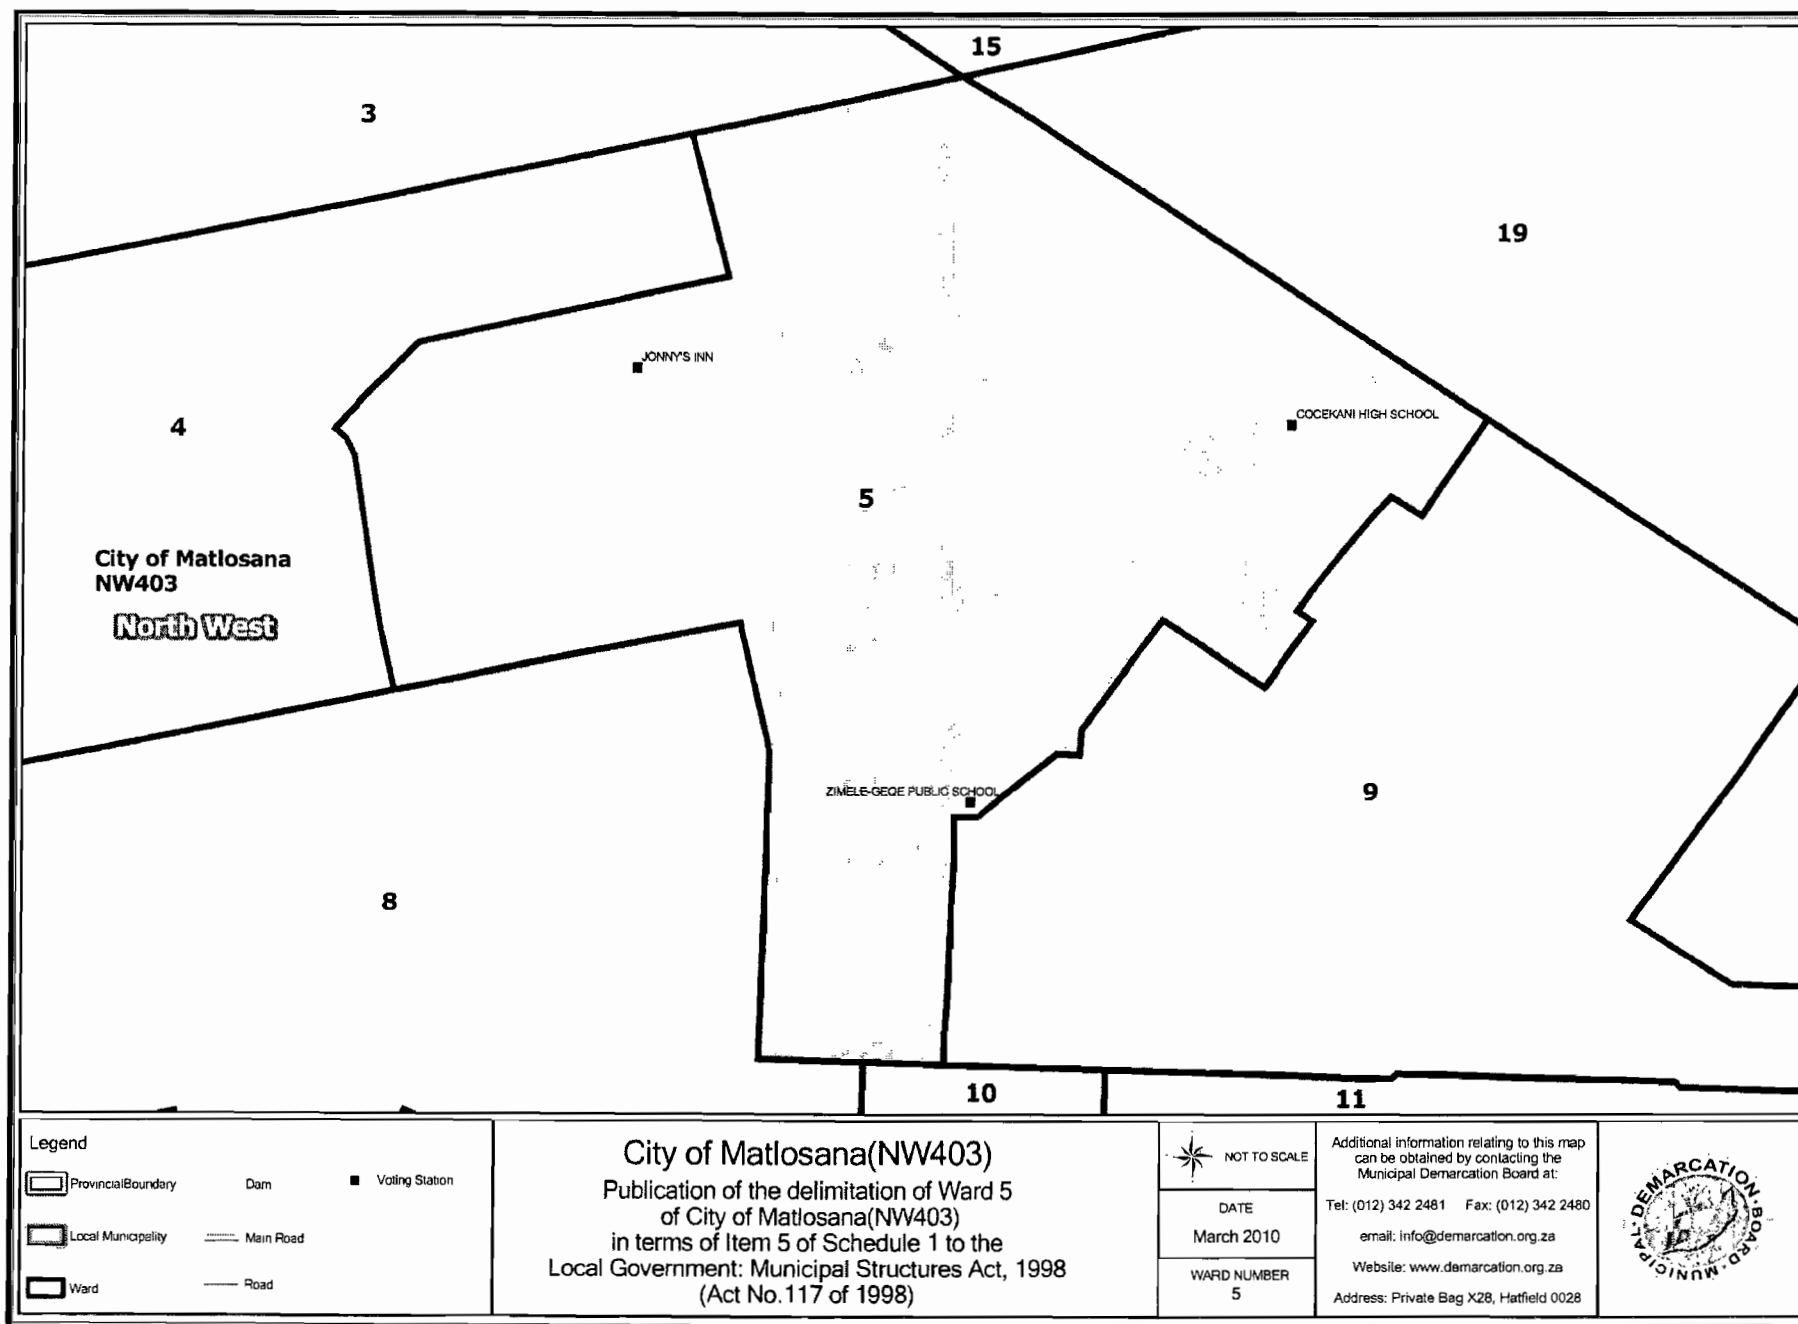 15
3
19
JONNY'S INN
COCEKANI HIGH SCHOOL
4
5
City of Matlosana
NW403
North West
ZIMELE-GEQE PUBLIC SCHOOL
9
8
10
11
Legend
ProvincialBoundary
Dam
Voting Station
Local Municipality
Main Road
Ward
Road
City of Matlosana(NW403)
Publication of the delimitation of Ward 5
of City of Matlosana(NW403)
in terms of Item 5 of Schedule 1 to the
Local Government: Municipal Structures Act, 1998
(Act No.117 of 1998)
NOT TO SCALE
DATE
March 2010
WARD NUMBER
5
Additional information relating to this map
can be obtained by contacting the
Municipal Demarcation Board at:
Tel: (012) 342 2481 Fax: (012) 342 2480
email: info@demarcation.org.za
Website: www.demarcation.org.za
Address: Private Bag X28, Hatfield 0028
MUNICIPAL·DEMARCATION·BOARD·